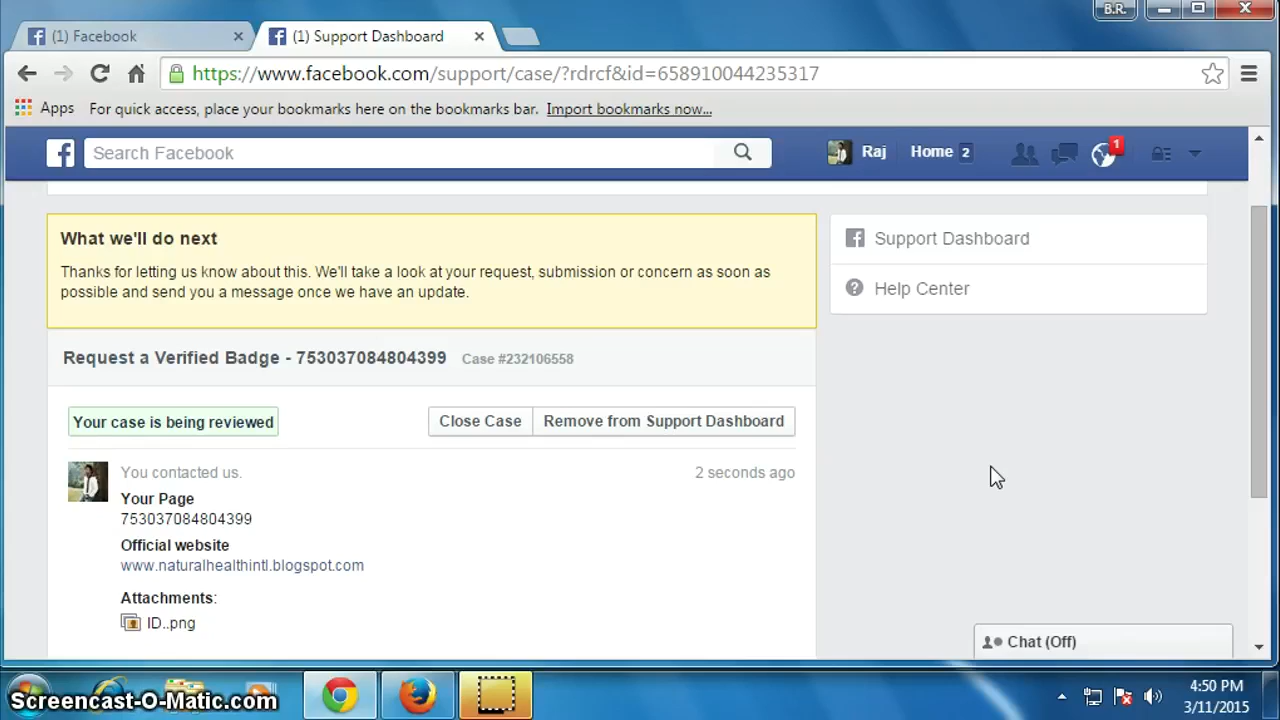 B.R.
(1) Facebook
(1) Support Dashboard
https://www.facebook.com/support/case/?rdrcf&id=658910044235317
Apps For quick access, place your bookmarks here on the bookmarks bar. Import bookmarks now...
f Search Facebook Raj Home 2 1
What we'll do next
Thanks for letting us know about this. We'll take a look at your request, submission or concern as soon as
possible and send you a message once we have an update.
Support Dashboard
Help Center
Request a Verified Badge - 753037084804399 Case #232106558
Your case is being reviewed Close Case Remove from Support Dashboard
You contacted us. 2 seconds ago
Your Page
753037084804399
Official website
www.naturalhealthintl.blogspot.com
Attachments:
ID..png
Chat (Off)
Screencast-O-Matic.com
4:50 PM
3/11/2015